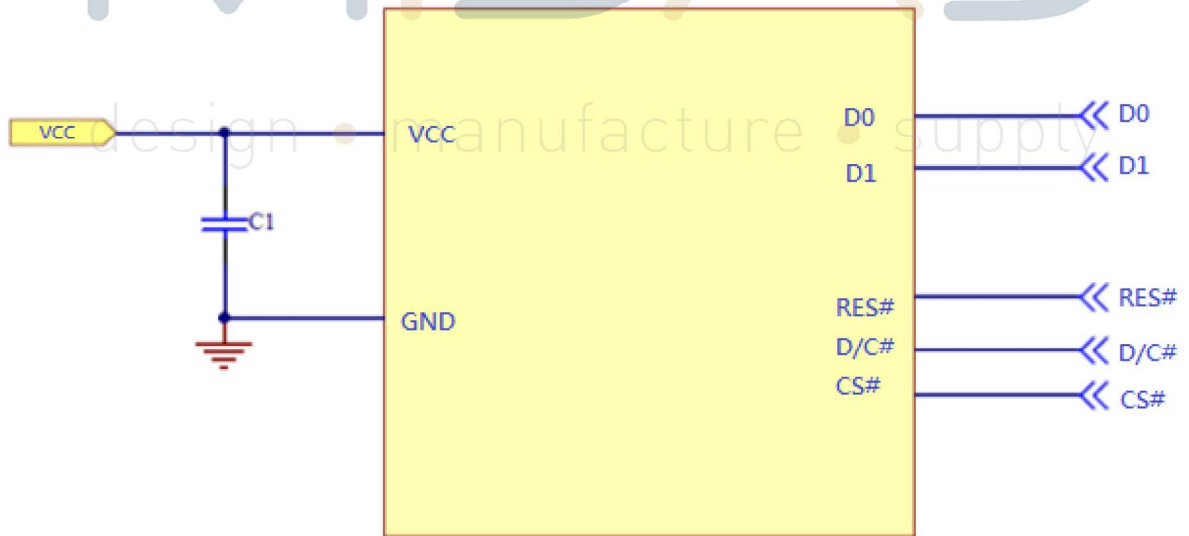 design • manufacture • supply
VCC
VCC
C1
GND
D0
D1
RES#
D/C#
CS#
D0
D1
RES#
D/C#
CS#